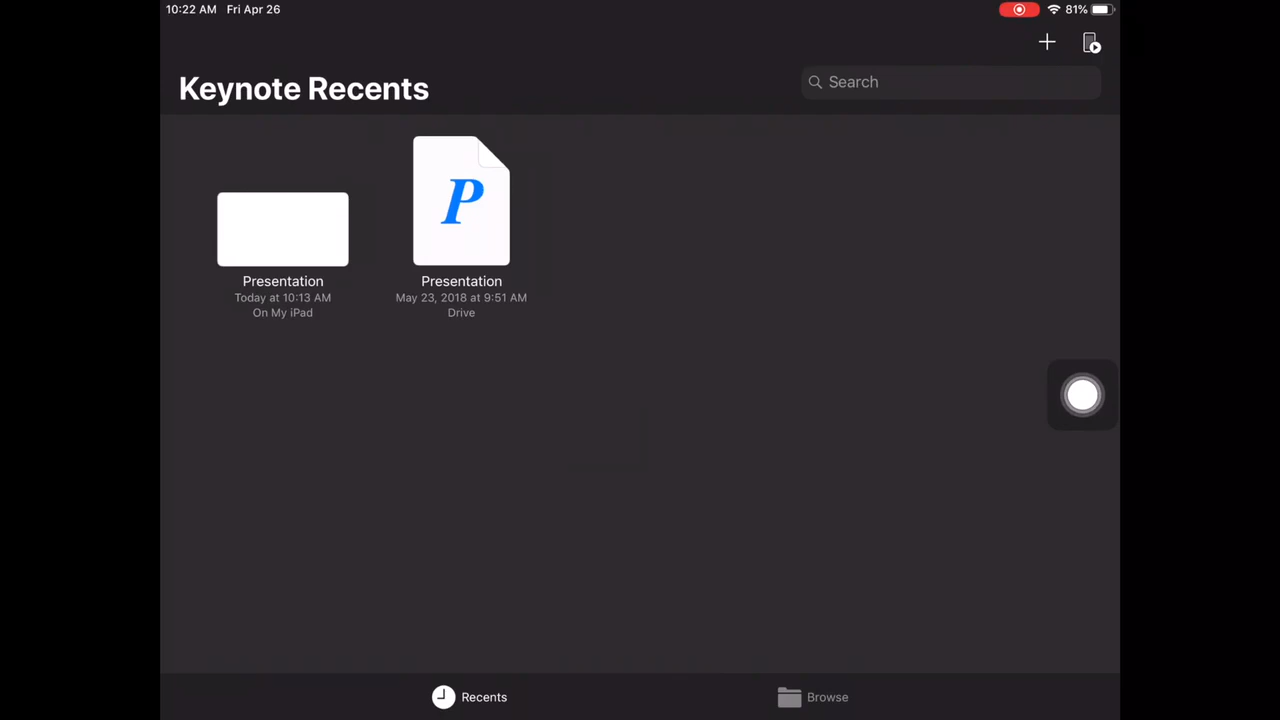 10:22 AM Fri Apr 26
81%
Keynote Recents
Search
P
Presentation
Today at 10:13 AM
On My iPad
Presentation
May 23, 2018 at 9:51 AM
Drive
Recents
Browse